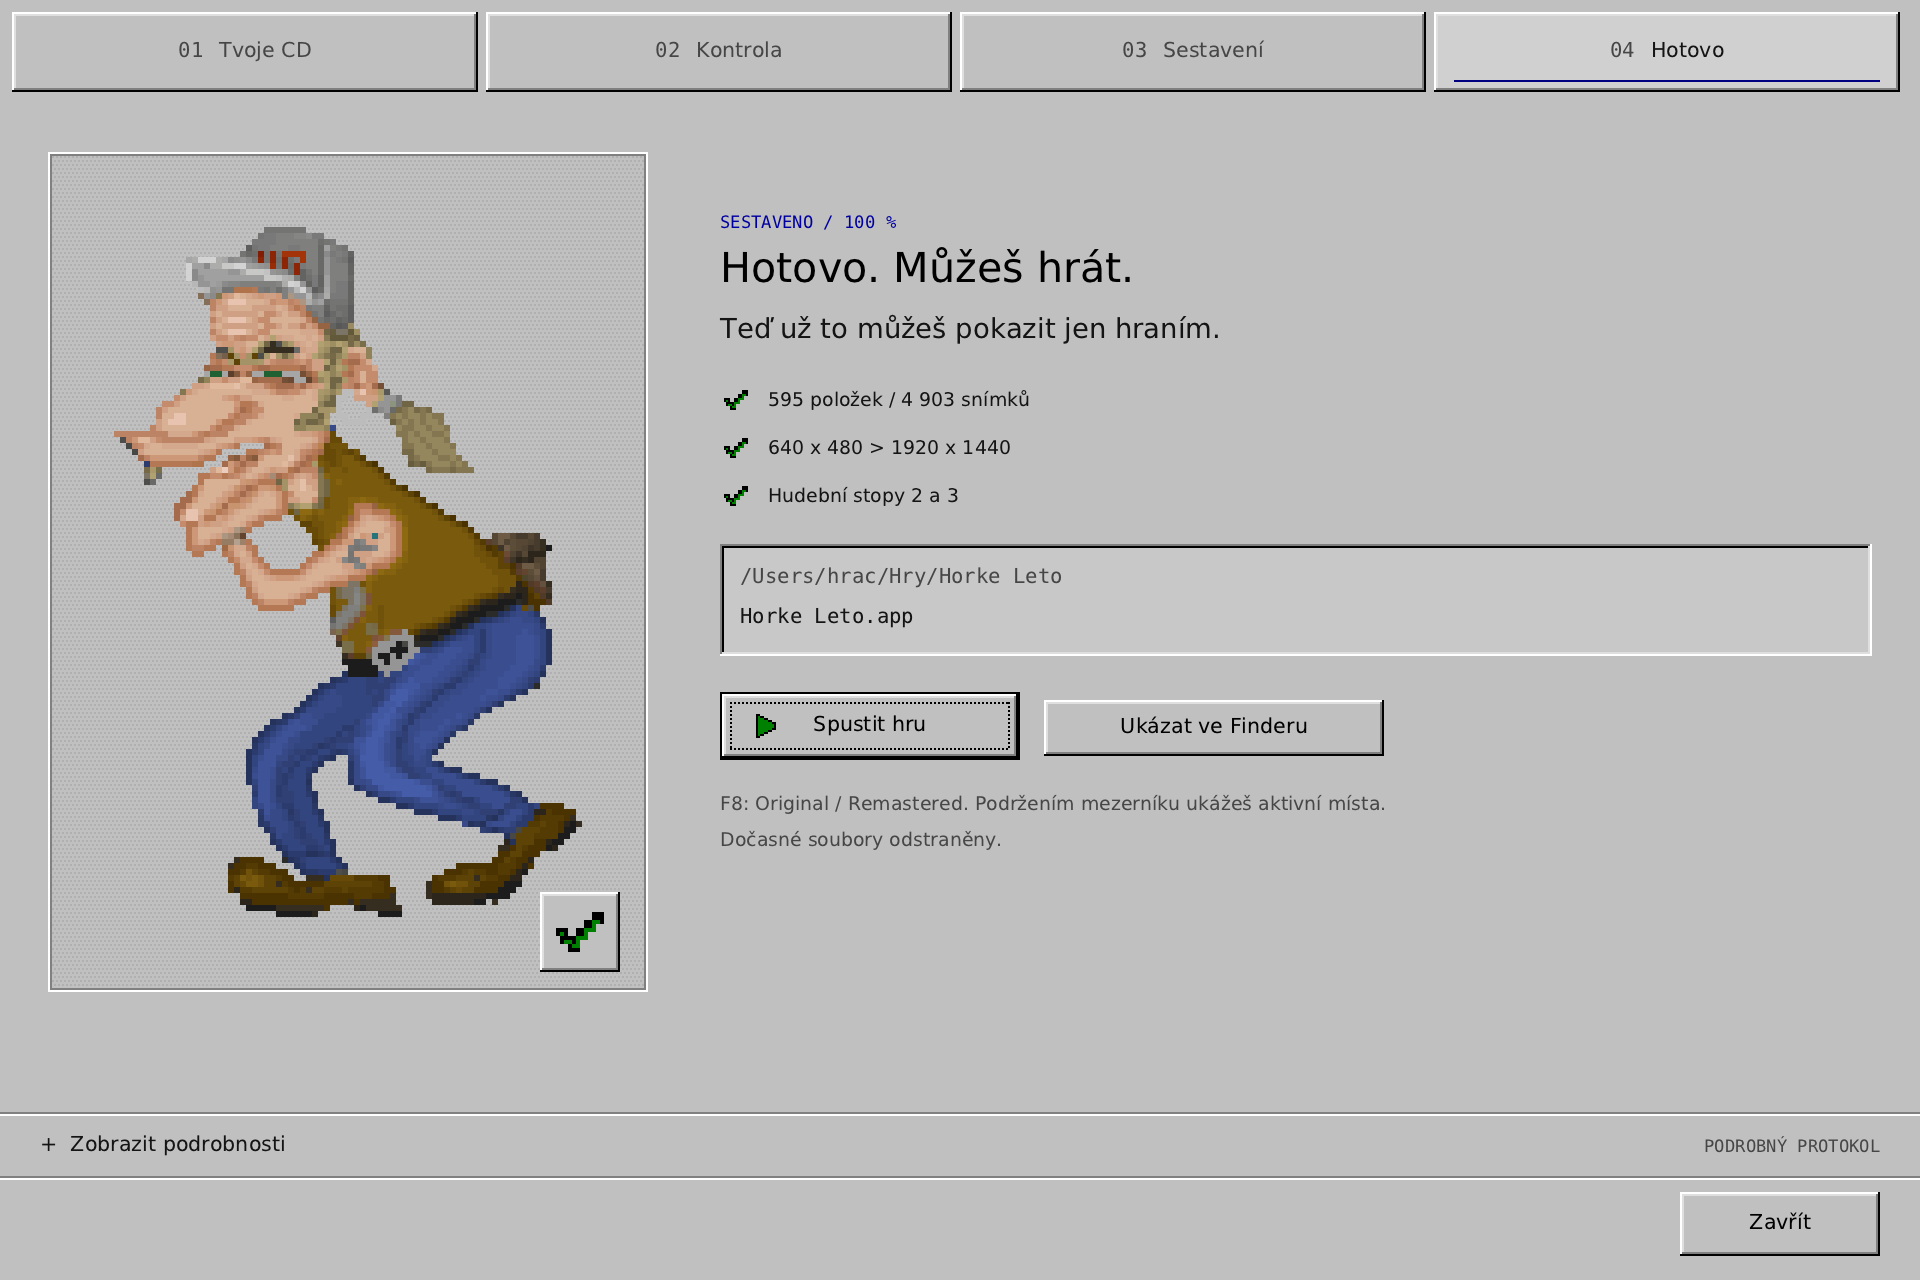 01 Tvoje CD
02 Kontrola
03 Sestavení
04 Hotovo
SESTAVENO / 100 %
Hotovo. Můžeš hrát.
Teď už to můžeš pokazit jen hraním.
595 položek / 4 903 snímků
640 x 480 > 1920 x 1440
Hudební stopy 2 a 3
/Users/hrac/Hry/Horke Leto
Horke Leto.app
Spustit hru
Ukázat ve Finderu
F8: Original / Remastered. Podržením mezerníku ukážeš aktivní místa.
Dočasné soubory odstraněny.
+ Zobrazit podrobnosti
PODROBNÝ PROTOKOL
Zavřít